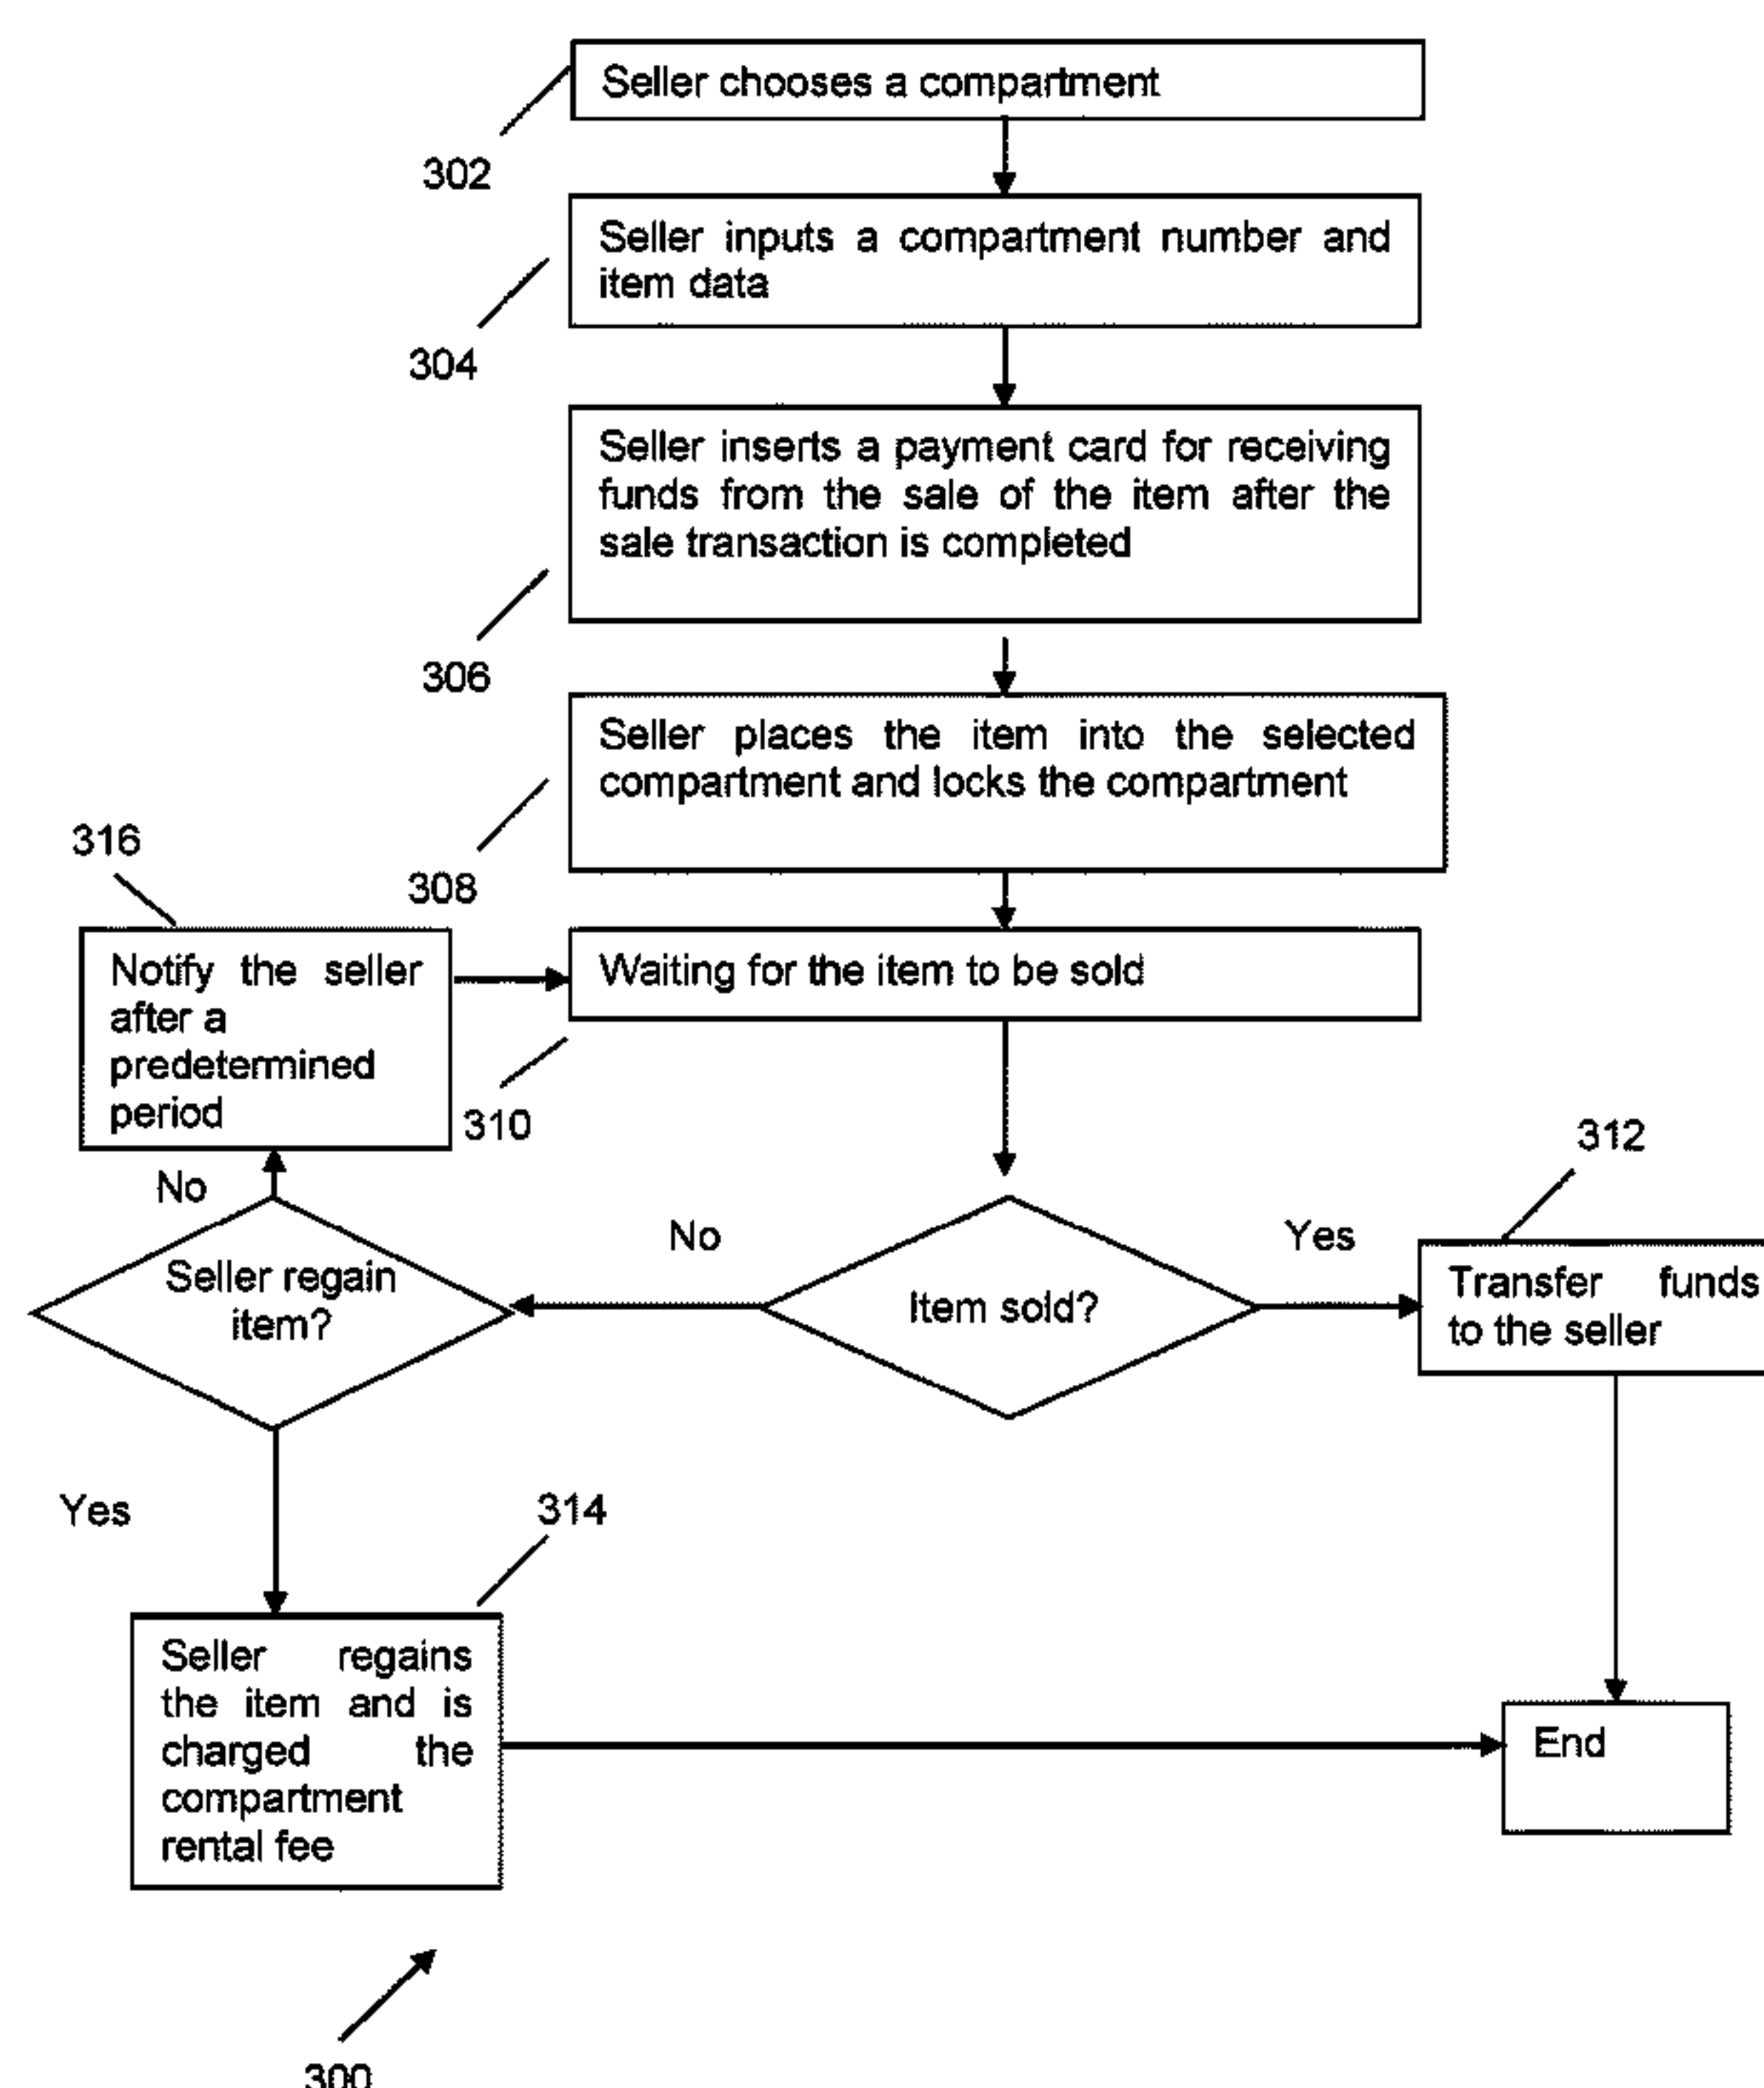 Seller chooses a compartment
302
Seller inputs a compartment number and
item data
304
Seller inserts a payment card for receiving
funds from the sale of the item after the
sale transaction is completed
306
Seller places the item into the selected
compartment and locks the compartment
308
316
Notify the seller
after a
predetermined
period
Waiting for the item to be sold
310
312
No
No
Yes
Seller regain
item?
Item sold?
Transfer funds
to the seller
Yes
314
Seller regains
the item and is
charged the
compartment
rental fee
End
300